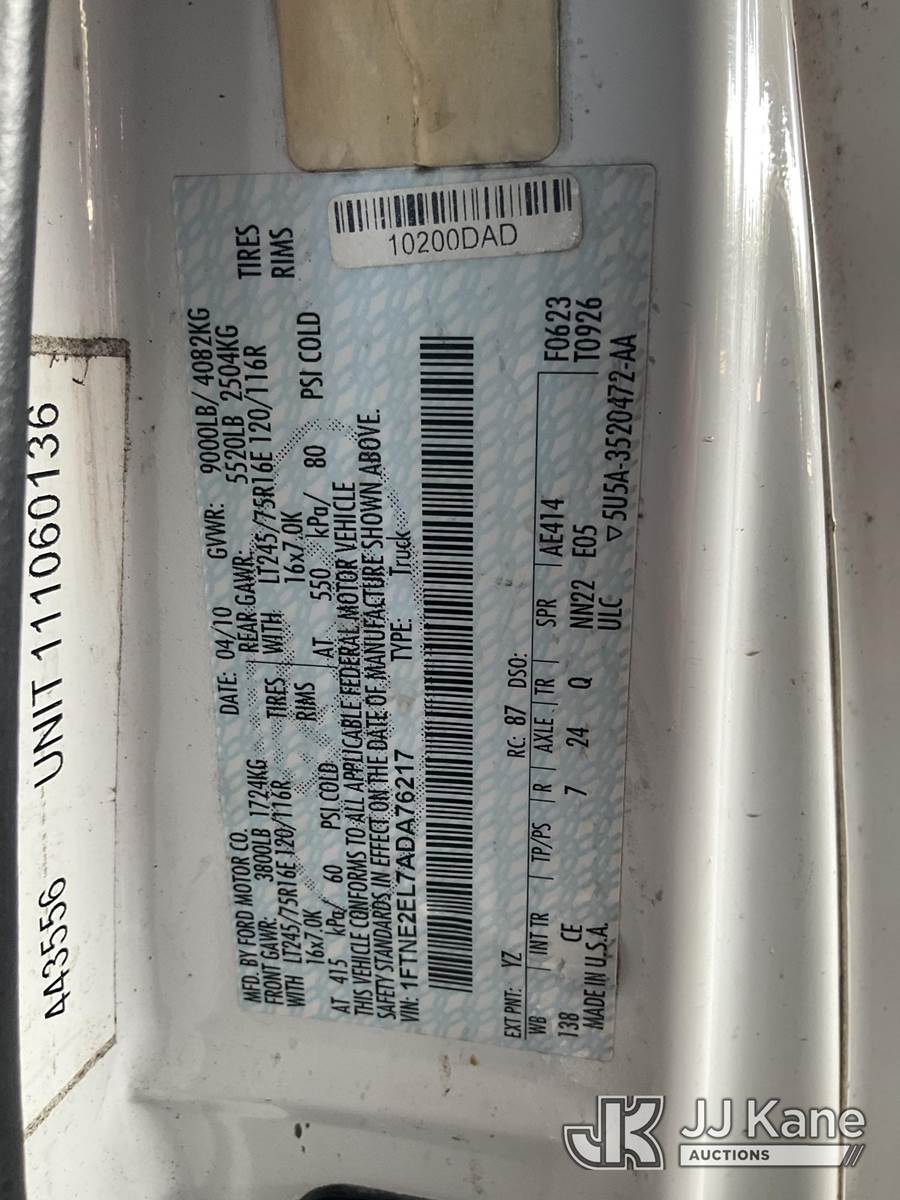 443556 UNIT 111060136
MFD. BY FORD MOTOR CO.
DATE: 04/10 GVWR: 9000LB/ 4082KG
FRONT GAWR: 3800LB 1724KG REAR GAWR: 5520LB 2504KG
WITH LT245/75R16E 120/116R TIRES WITH LT245/75R16E 120/116R TIRES
16x7.0K RIMS 16x7.0K RIMS
AT 415 kPa/ 60 PSI COLD AT 550 kPa/ 80 PSI COLD
THIS VEHICLE CONFORMS TO ALL APPLICABLE FEDERAL MOTOR VEHICLE
SAFETY STANDARDS IN EFFECT ON THE DATE OF MANUFACTURE SHOWN ABOVE.
VIN: 1FTNE2EL7ADA76217 TYPE: Truck
10200DAD
EXT PNT: YZ RC: 87 DSO: F0623
WB INT TR TP/PS R AXLE TR SPR AE414 T0926
138 CE 7 24 Q NN22 E05
MADE IN U.S.A. ULC ▽5U5A-3520472-AA
JK JJ Kane
AUCTIONS